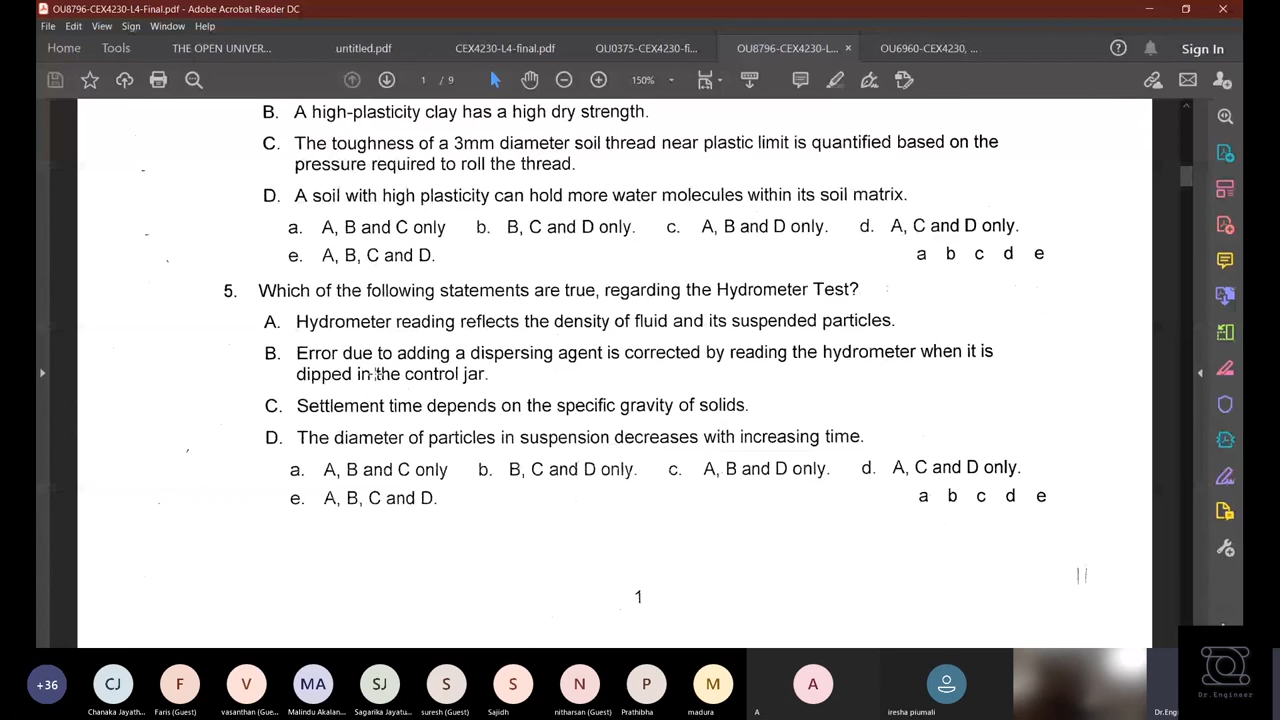 OU8796-CEX4230-L4-Final.pdf - Adobe Acrobat Reader DC
File Edit View Sign Window Help
Home Tools THE OPEN UNIVER... untitled.pdf CEX4230-L4-final.pdf OU0375-CEX4230-fi... OU8796-CEX4230-L... × OU6960-CEX4230, ... Sign In
1 / 9 150%
B. A high-plasticity clay has a high dry strength.
C. The toughness of a 3mm diameter soil thread near plastic limit is quantified based on the
pressure required to roll the thread.
D. A soil with high plasticity can hold more water molecules within its soil matrix.
a. A, B and C only b. B, C and D only. c. A, B and D only. d. A, C and D only.
e. A, B, C and D. a b c d e
5. Which of the following statements are true, regarding the Hydrometer Test?
A. Hydrometer reading reflects the density of fluid and its suspended particles.
B. Error due to adding a dispersing agent is corrected by reading the hydrometer when it is
dipped in the control jar.
C. Settlement time depends on the specific gravity of solids.
D. The diameter of particles in suspension decreases with increasing time.
a. A, B and C only b. B, C and D only. c. A, B and D only. d. A, C and D only.
e. A, B, C and D. a b c d e
1
+36 CJ F V MA SJ S S N P M A
Chanaka Jayath... Faris (Guest) vasanthan (Gue... Malindu Akalan... Sagarika Jayatu... suresh (Guest) Sajidh nitharsan (Guest) Prathibha madura A iresha piumali Dr.Eng
Dr.Engineer